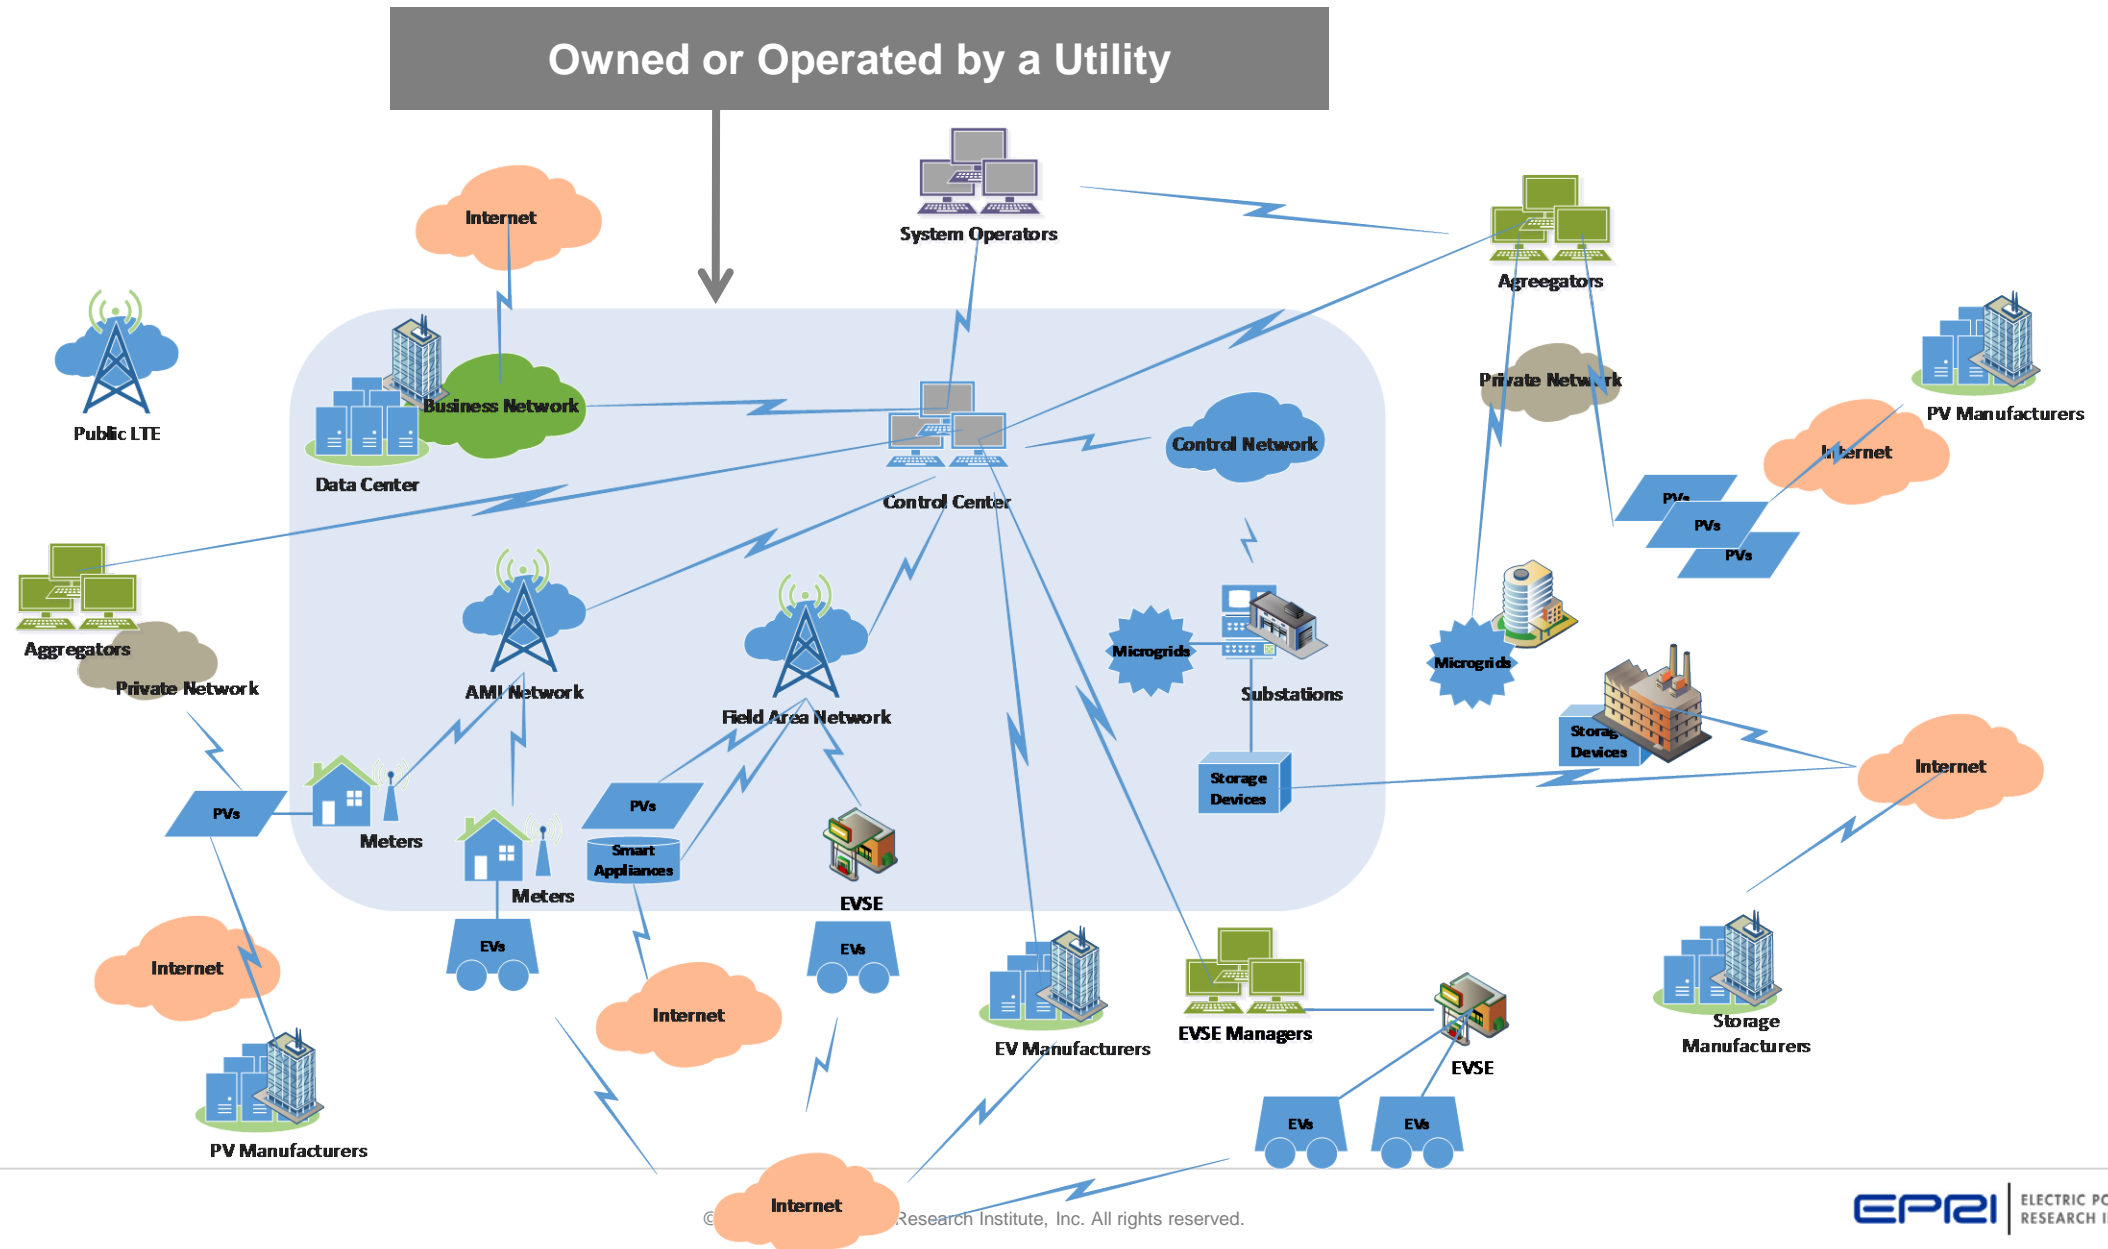 Owned or Operated by a Utility
Internet
System Operators
Agreegators
Public LTE
Business Network
Data Center
Control Center
Control Network
Private Network
PV Manufacturers
Internet
PVs
PVs
PVs
Aggregators
Private Network
AMI Network
Field Area Network
Microgrids
Substations
Microgrids
Storage
Devices
Storage
Devices
Internet
PVs
Meters
PVs
Smart
Appliances
Meters
EVSE
EVs
EVs
Internet
Internet
EV Manufacturers
EVSE Managers
EVSE
Storage
Manufacturers
PV Manufacturers
EVs
EVs
Internet
©
Research Institute, Inc. All rights reserved.
EPRI
ELECTRIC
RESEARCH